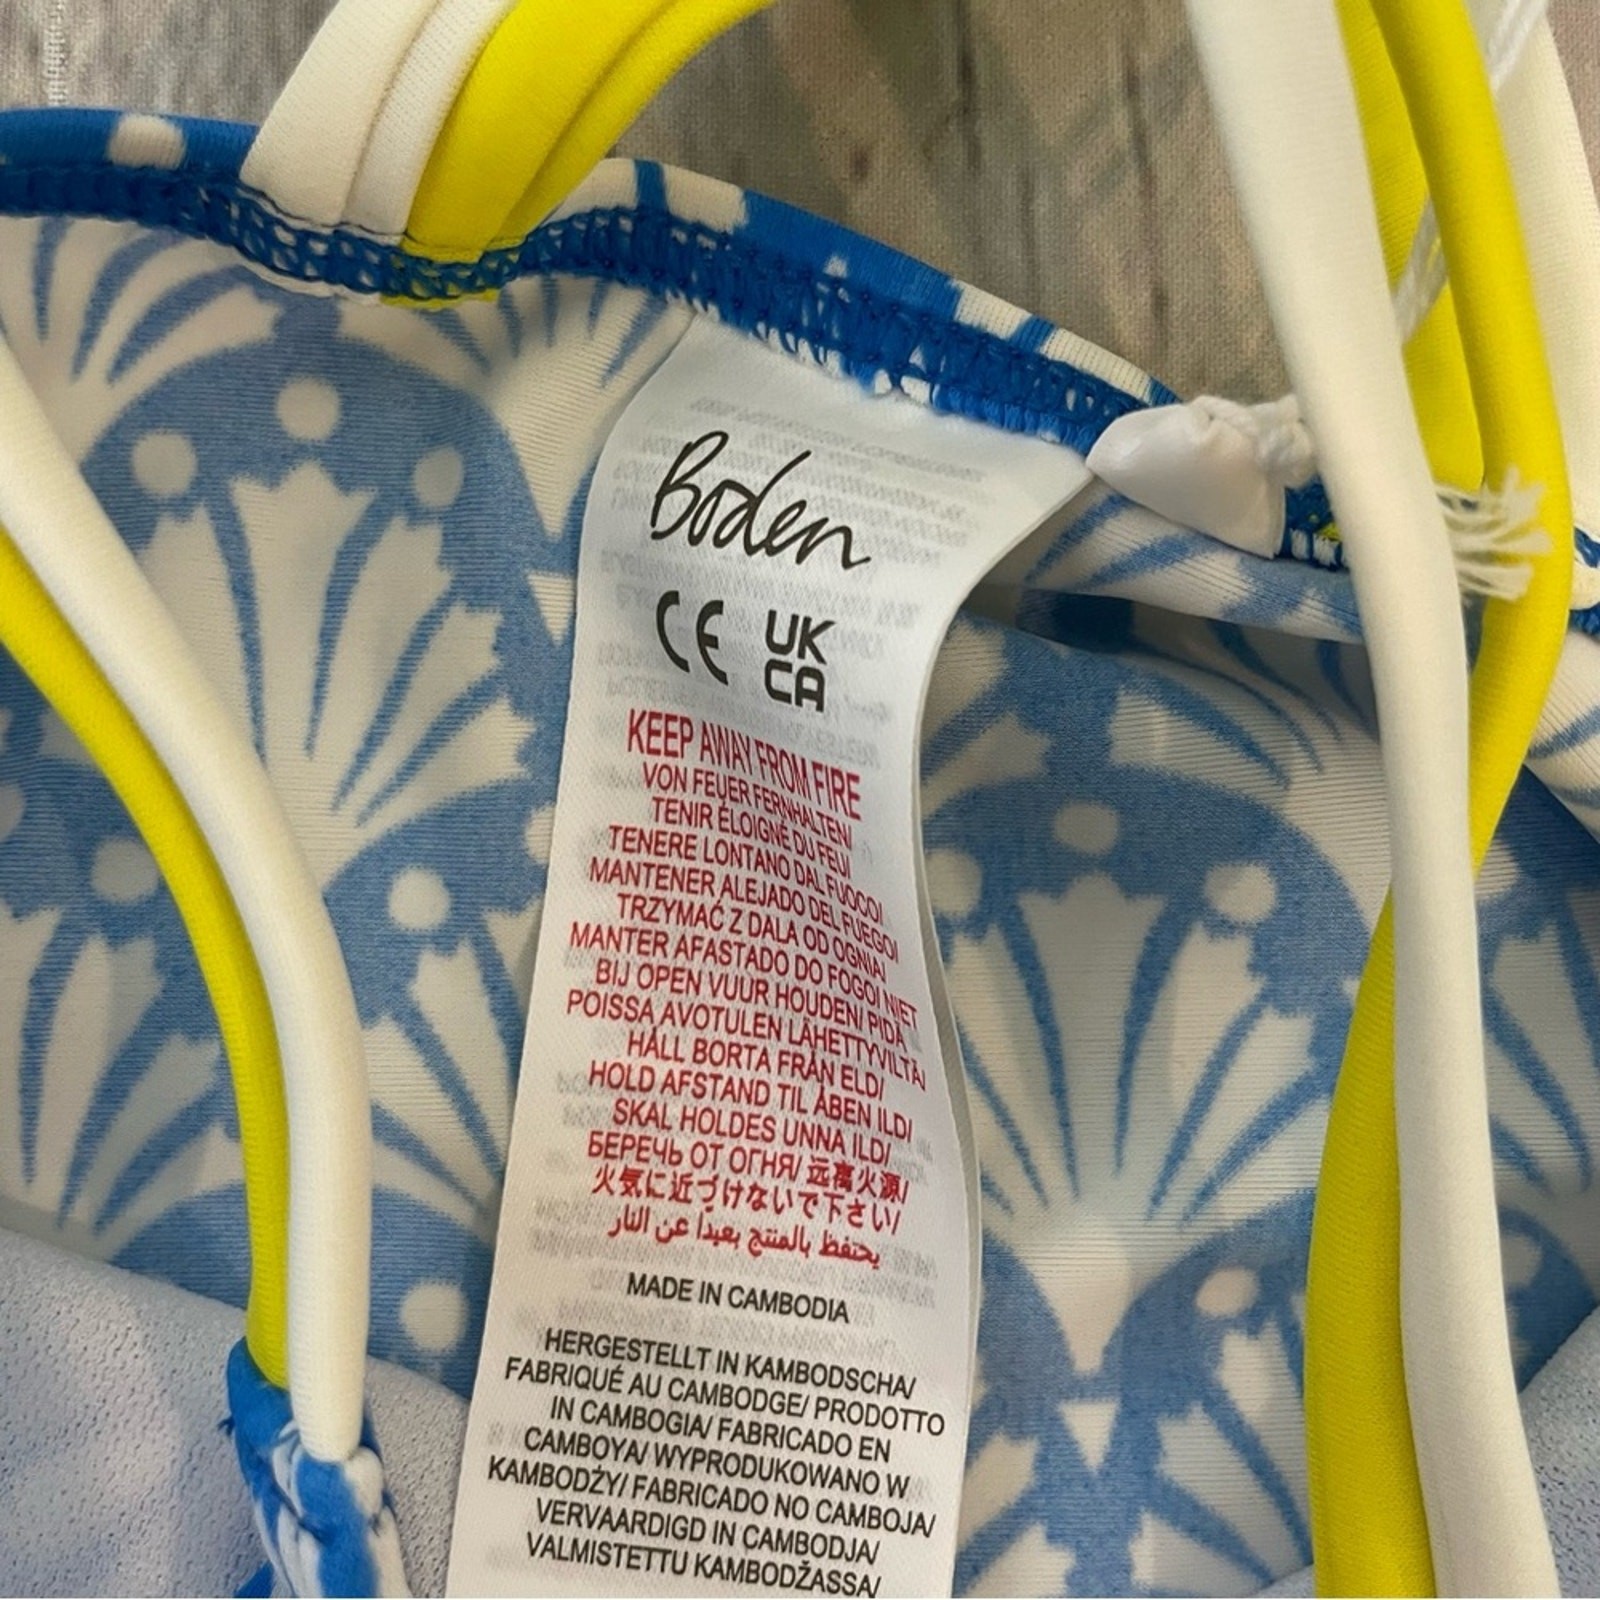 Boden
CE UK
CA
KEEP AWAY FROM FIRE
VON FEUER FERNHALTEN/
TENIR ÉLOIGNÉ DU FEU/
TENERE LONTANO DAL FUOCO/
MANTENER ALEJADO DEL FUEGO/
TRZYMAĆ Z DALA OD OGNIA/
MANTER AFASTADO DO FOGO/ NIET
BIJ OPEN VUUR HOUDEN/ PIDÄ
POISSA AVOTULEN LÄHETTYVILTÄ/
HÅLL BORTA FRÅN ELD/
HOLD AFSTAND TIL ÅBEN ILD/
SKAL HOLDES UNNA ILD/
БЕРЕЧЬ ОТ ОГНЯ/ 远离火源/
火気に近づけないで下さい/
يحتفظ بالمنتج بعيداً عن النار
MADE IN CAMBODIA
HERGESTELLT IN KAMBODSCHA/
FABRIQUÉ AU CAMBODGE/ PRODOTTO
IN CAMBOGIA/ FABRICADO EN
CAMBOYA/ WYPRODUKOWANO W
KAMBODŻY/ FABRICADO NO CAMBOJA/
VERVAARDIGD IN CAMBODJA/
VALMISTETTU KAMBODŽASSA/